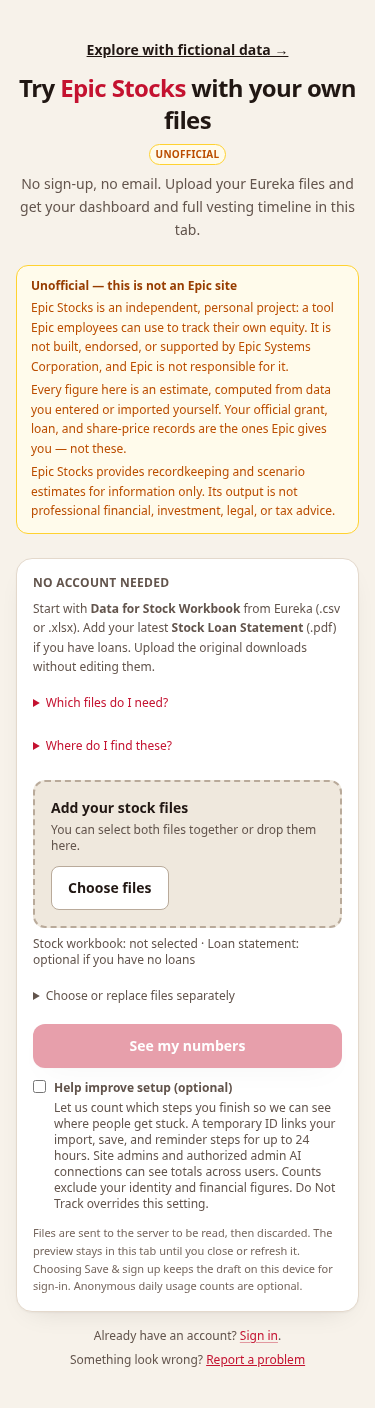 Explore with fictional data →
Try Epic Stocks with your own
files
UNOFFICIAL
No sign-up, no email. Upload your Eureka files and
get your dashboard and full vesting timeline in this
tab.
Unofficial — this is not an Epic site
Epic Stocks is an independent, personal project: a tool
Epic employees can use to track their own equity. It is
not built, endorsed, or supported by Epic Systems
Corporation, and Epic is not responsible for it.
Every figure here is an estimate, computed from data
you entered or imported yourself. Your official grant,
loan, and share-price records are the ones Epic gives
you — not these.
Epic Stocks provides recordkeeping and scenario
estimates for information only. Its output is not
professional financial, investment, legal, or tax advice.
NO ACCOUNT NEEDED
Start with Data for Stock Workbook from Eureka (.csv
or .xlsx). Add your latest Stock Loan Statement (.pdf)
if you have loans. Upload the original downloads
without editing them.
Which files do I need?
Where do I find these?
Add your stock files
You can select both files together or drop them
here.
Choose files
Stock workbook: not selected · Loan statement:
optional if you have no loans
Choose or replace files separately
See my numbers
Help improve setup (optional)
Let us count which steps you finish so we can see
where people get stuck. A temporary ID links your
import, save, and reminder steps for up to 24
hours. Site admins and authorized admin AI
connections can see totals across users. Counts
exclude your identity and financial figures. Do Not
Track overrides this setting.
Files are sent to the server to be read, then discarded. The
preview stays in this tab until you close or refresh it.
Choosing Save & sign up keeps the draft on this device for
sign-in. Anonymous daily usage counts are optional.
Already have an account? Sign in.
Something look wrong? Report a problem